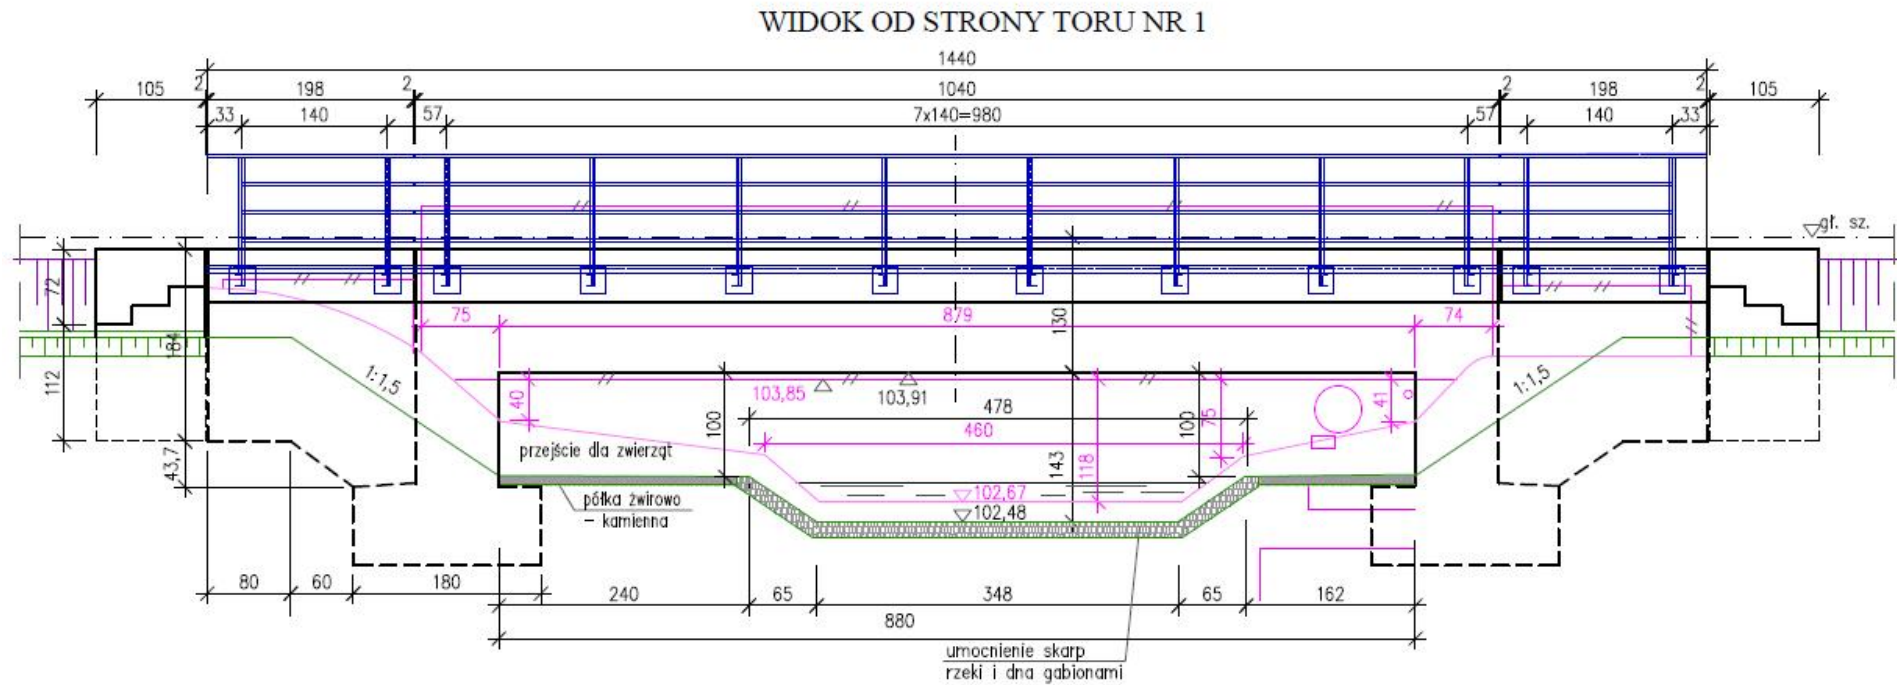 WIDOK OD STRONY TORU NR 1
1440
105 2 198 2 1040 2 198 2 105
33 140 57 7x140=980 57 140 33
gł. sz.
72
75 879 130 74
184
112
1:1,5 1:1,5
40 103,85 103,91 41
478
100 100 75
460
przejście dla zwierząt
43,7 143 118
półka żwirowo
- kamienna
102,67
102,48
80 60 180 240 65 348 65 162
880
umocnienie skarp
rzeki i dna gabionami